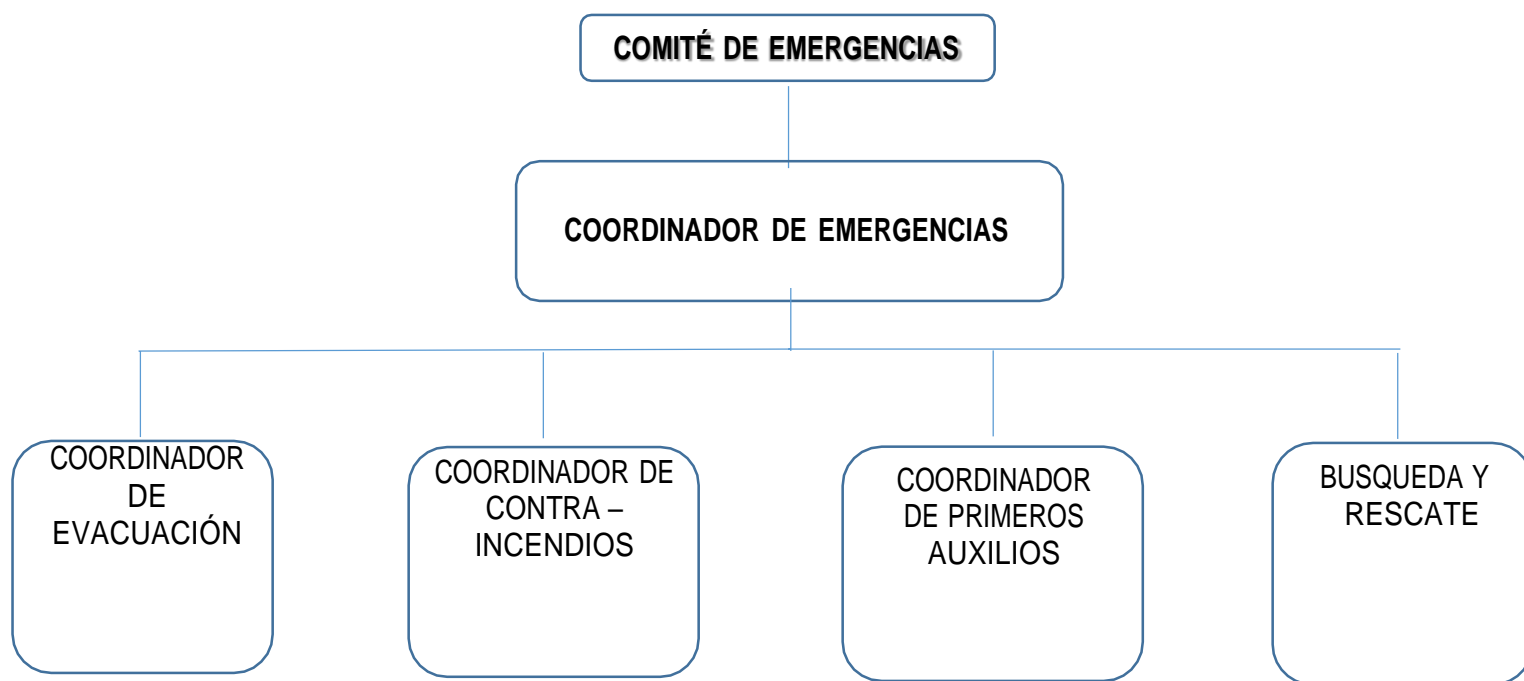 COMITÉ DE EMERGENCIAS
COORDINADOR DE EMERGENCIAS
COORDINADOR
DE
EVACUACIÓN
COORDINADOR DE
CONTRA –
INCENDIOS
COORDINADOR
DE PRIMEROS
AUXILIOS
BUSQUEDA Y
RESCATE